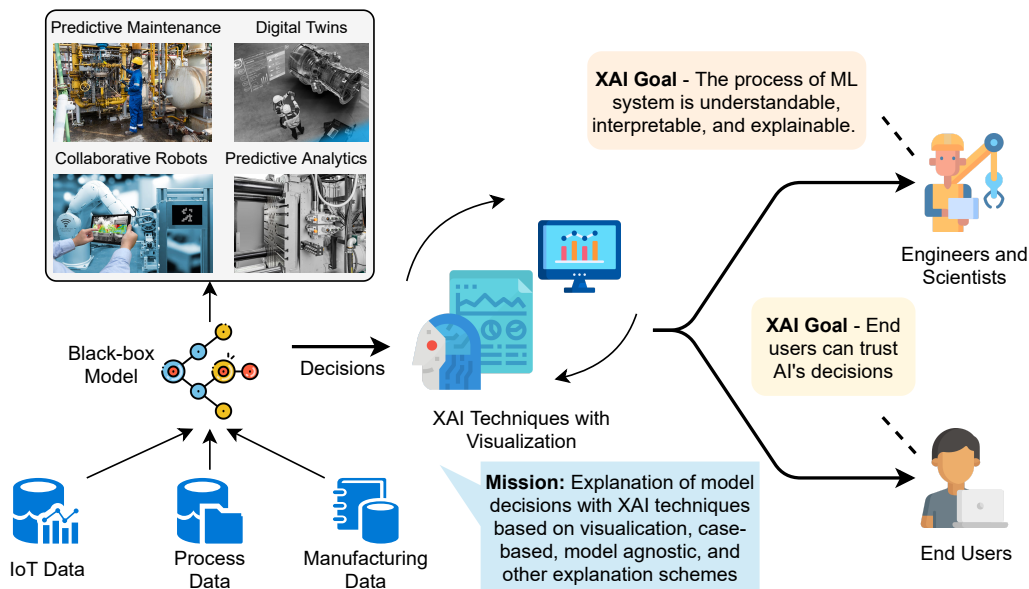 Predictive Maintenance
Digital Twins
Collaborative Robots
Predictive Analytics
Black-box
Model
Decisions
IoT Data
Process
Data
Manufacturing
Data
XAI Techniques with
Visualization
Mission: Explanation of model
decisions with XAI techniques
based on visualication, case-
based, model agnostic, and
other explanation schemes
XAI Goal - The process of ML
system is understandable,
interpretable, and explainable.
Engineers and
Scientists
XAI Goal - End
users can trust
AI's decisions
End Users